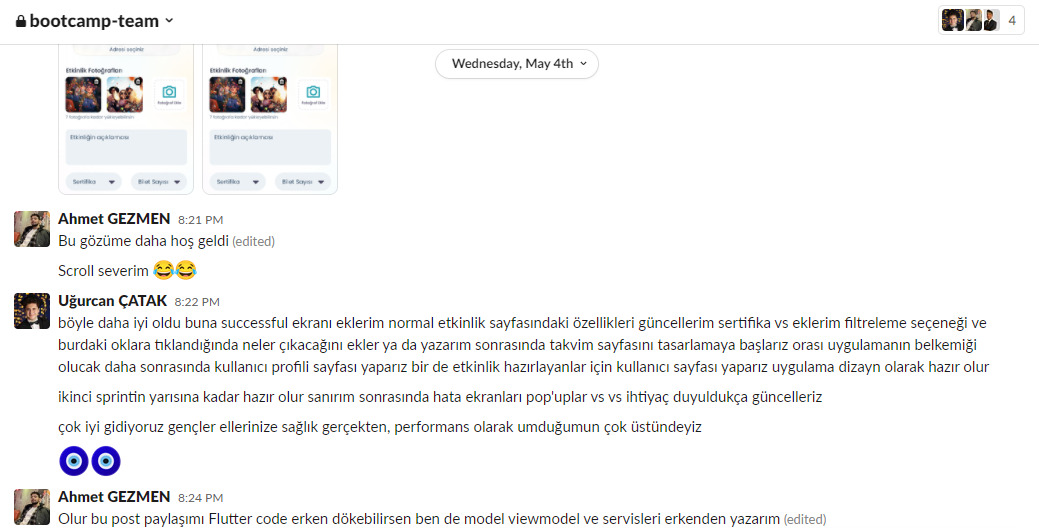 bootcamp-team
4
Wednesday, May 4th
Adresi seçiniz
Adresi seçiniz
Etkinlik Fotoğrafları
Etkinlik Fotoğrafları
Fotoğraf Ekle
Fotoğraf Ekle
Etkinliğin açıklaması
Etkinliğin açıklaması
Sertifika
Bilet Sayısı
Sertifika
Bilet Sayısı
Ahmet GEZMEN 8:21 PM
Bu gözüme daha hoş geldi (edited)
Scroll severim
Uğurcan ÇATAK 8:22 PM
böyle daha iyi oldu buna successful ekranı eklerim normal etkinlik sayfasındaki özellikleri güncellerim sertifika vs eklerim filtreleme seçeneği ve
burdaki oklara tıklandığında neler çıkacağını ekler ya da yazarım sonrasında takvim sayfasını tasarlamaya başlarız orası uygulamanın belkemiği
olucak daha sonrasında kullanıcı profili sayfası yaparız bir de etkinlik hazırlayanlar için kullanıcı sayfası yaparız uygulama dizayn olarak hazır olur
ikinci sprintin yarısına kadar hazır olur sanırım sonrasında hata ekranları pop'uplar vs vs ihtiyaç duyuldukça güncelleriz
çok iyi gidiyoruz gençler ellerinize sağlık gerçekten, performans olarak umduğumun çok üstündeyiz
Ahmet GEZMEN 8:24 PM
Olur bu post paylaşımı Flutter code erken dökebilirsen ben de model viewmodel ve servisleri erkenden yazarım (edited)